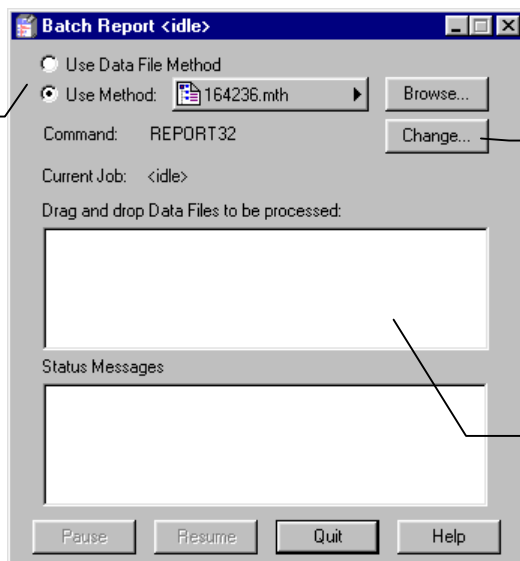 Batch Report <idle>
Use Data File Method
Use Method: 164236.mth Browse...
Command: REPORT32 Change...
Current Job: <idle>
Drag and drop Data Files to be processed:
Status Messages
Pause Resume Quit Help